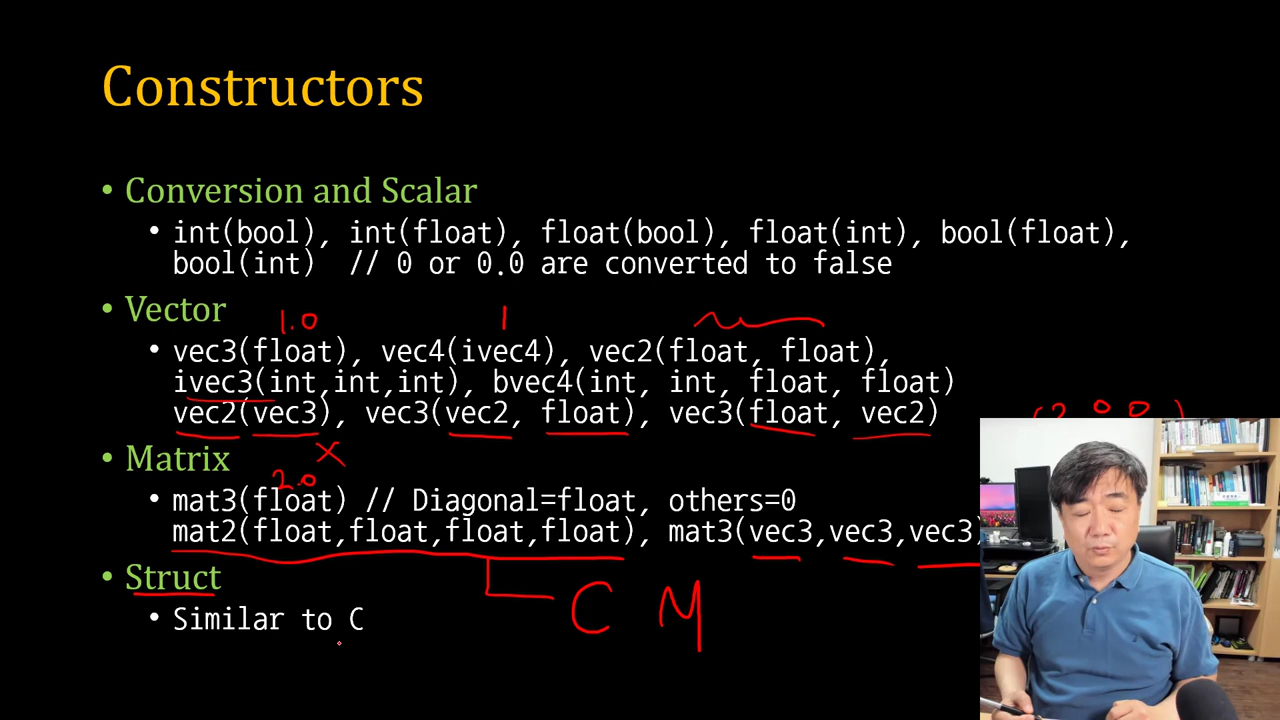 Constructors
• Conversion and Scalar
• int(bool), int(float), float(bool), float(int), bool(float),
bool(int) // 0 or 0.0 are converted to false
• Vector
1.0 1
• vec3(float), vec4(ivec4), vec2(float, float),
ivec3(int,int,int), bvec4(int, int, float, float)
vec2(vec3), vec3(vec2, float), vec3(float, vec2)
(2 0 0 )
• Matrix
2.0
• mat3(float) // Diagonal=float, others=0
mat2(float,float,float,float), mat3(vec3,vec3,vec3)
• Struct
C M
• Similar to C